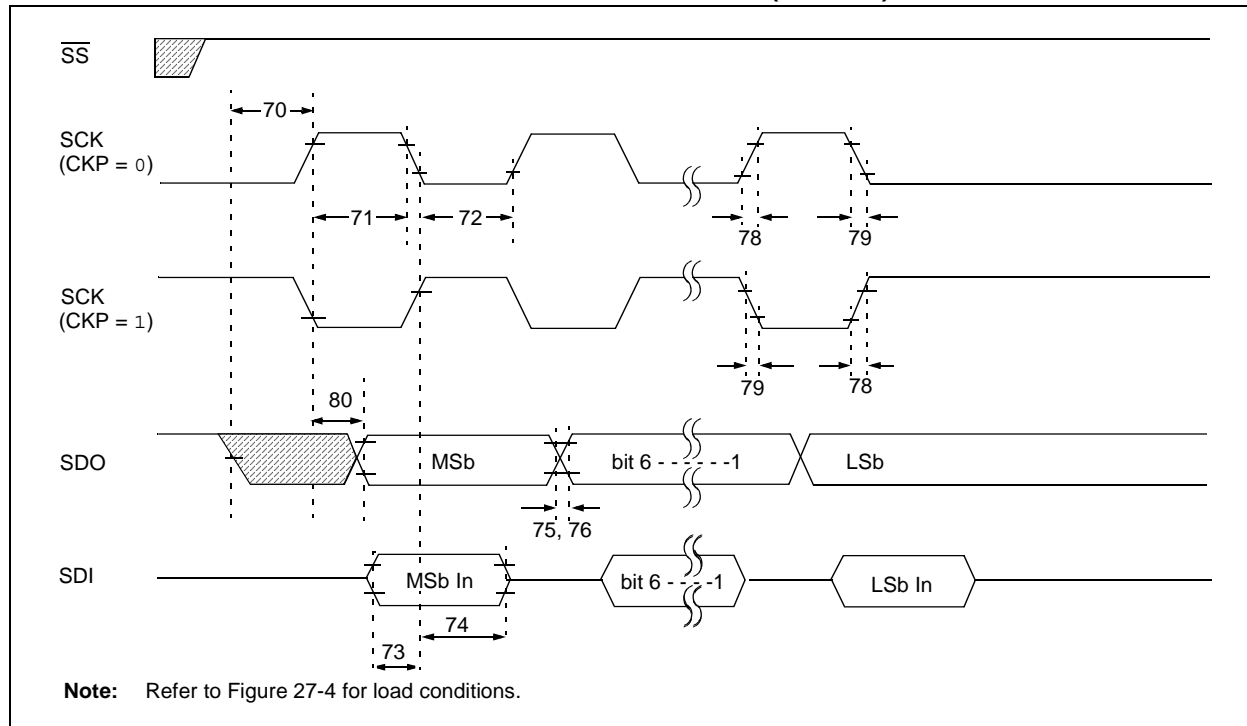 SS
70
SCK
(CKP = 0)
71
72
78
79
SCK
(CKP = 1)
79
78
80
SDO
MSb
bit 6 - - - - - -1
LSb
75, 76
SDI
MSb In
bit 6 - - - -1
LSb In
74
73
Note: Refer to Figure 27-4 for load conditions.